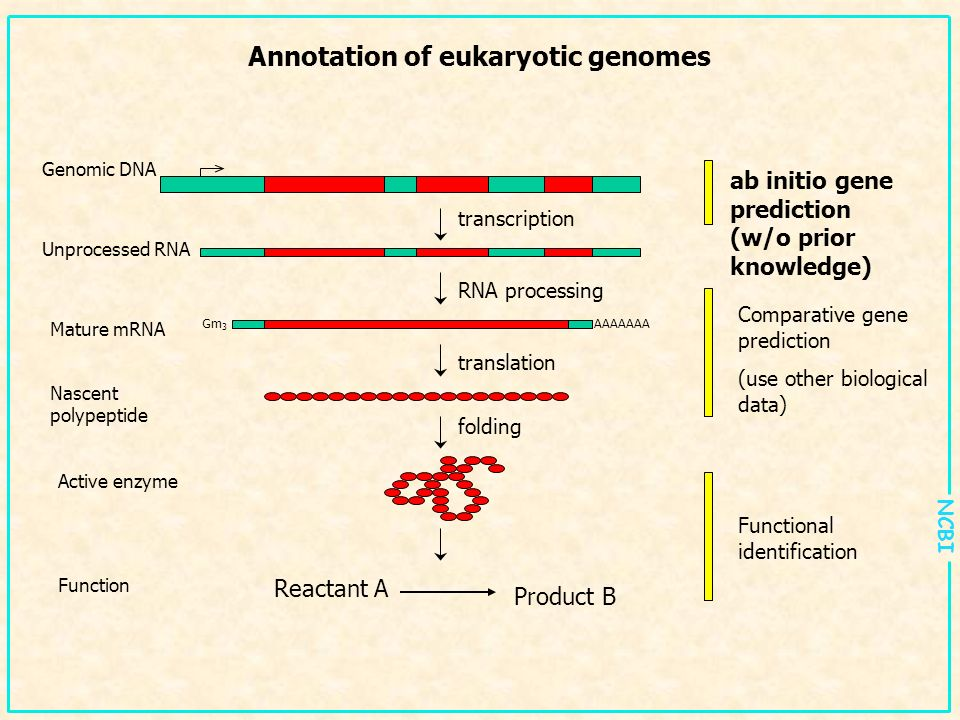 Annotation of eukaryotic genomes
Genomic DNA
transcription
Unprocessed RNA
RNA processing
Mature mRNA
Gm3
AAAAAAA
translation
Nascent
polypeptide
folding
Active enzyme
Function
Reactant A
Product B
ab initio gene
prediction
(w/o prior
knowledge)
Comparative gene
prediction
(use other biological
data)
Functional
identification
NCBI